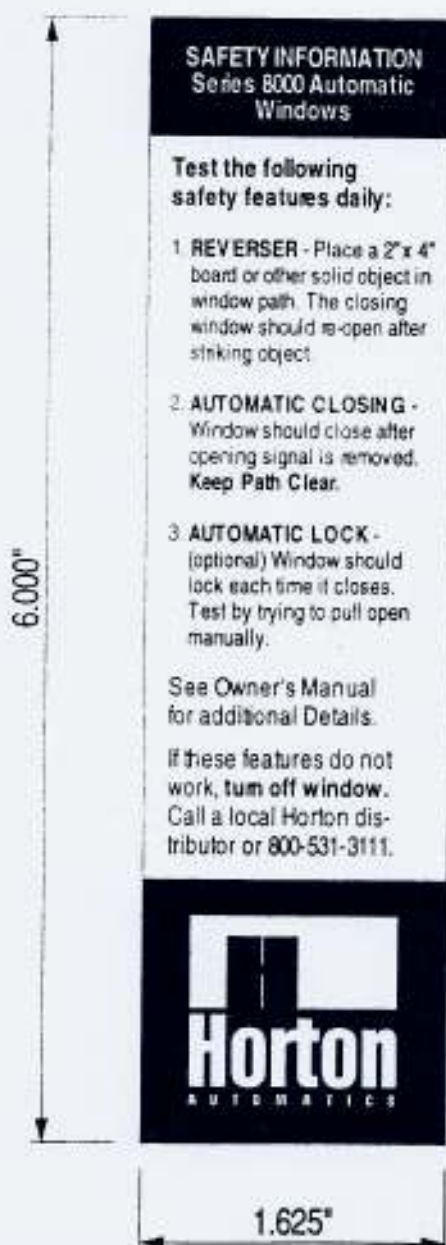 SAFETY INFORMATION
Series 8000 Automatic
Windows
Test the following
safety features daily:
1. REVERSER - Place a 2" x 4"
board or other solid object in
window path. The closing
window should re-open after
striking object
2. AUTOMATIC CLOSING -
Window should close after
opening signal is removed.
Keep Path Clear.
3. AUTOMATIC LOCK -
(optional) Window should
lock each time it closes.
Test by trying to pull open
manually.
See Owner's Manual
for additional Details.
If these features do not
work, turn off window.
Call a local Horton dis-
tributor or 800-531-3111.
Horton
AUTOMATICS
6.000"
1.625"